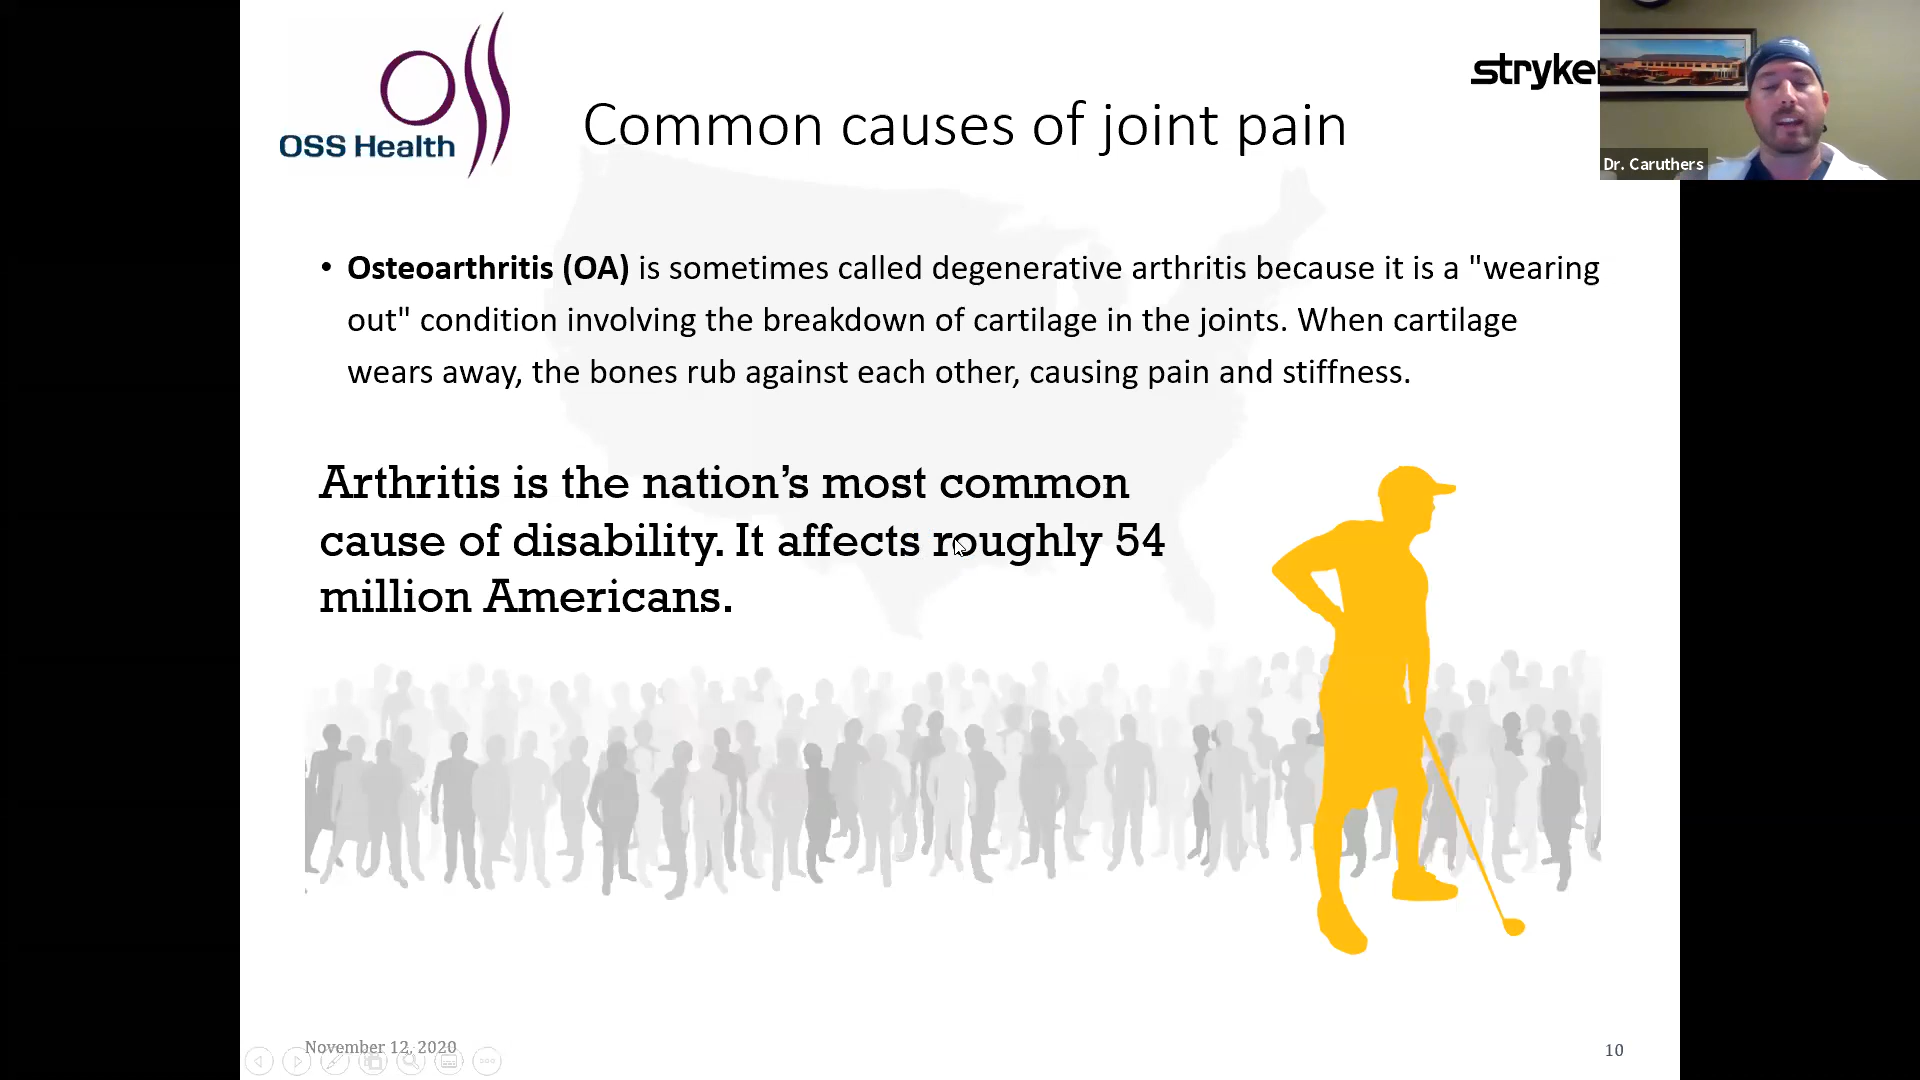 OSS Health
stryke
Dr. Caruthers
Common causes of joint pain
• Osteoarthritis (OA) is sometimes called degenerative arthritis because it is a "wearing
out" condition involving the breakdown of cartilage in the joints. When cartilage
wears away, the bones rub against each other, causing pain and stiffness.
Arthritis is the nation’s most common
cause of disability. It affects roughly 54
million Americans.
November 12, 2020
10